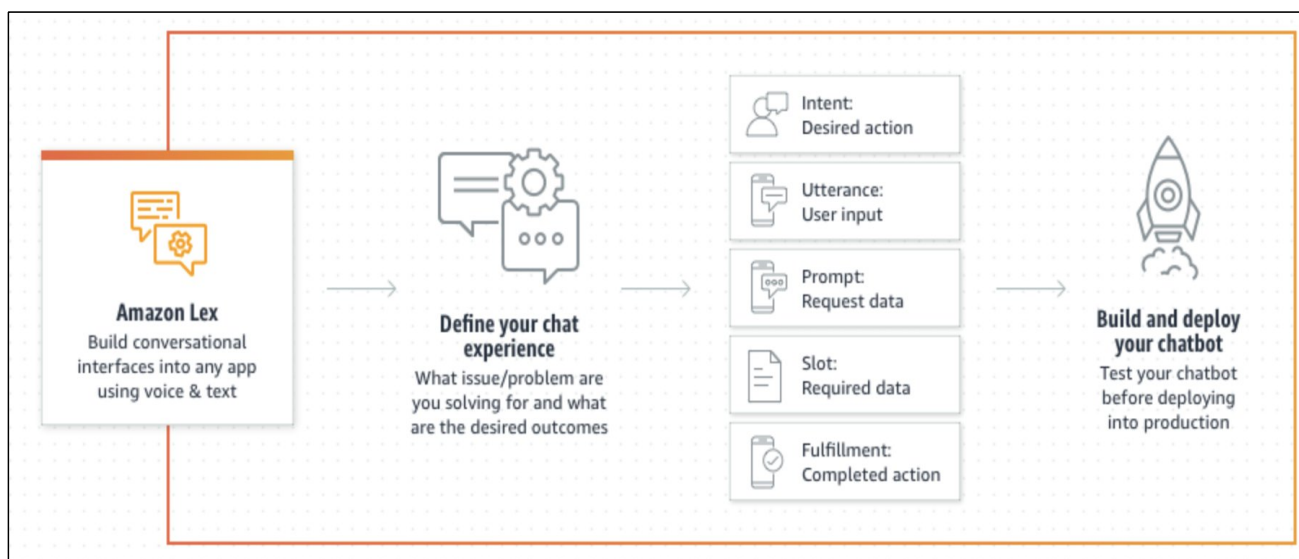 Amazon Lex
Build conversational
interfaces into any app
using voice & text
Define your chat
experience
What issue/problem are
you solving for and what
are the desired outcomes
Intent:
Desired action
Utterance:
User input
Prompt:
Request data
Slot:
Required data
Fulfillment:
Completed action
Build and deploy
your chatbot
Test your chatbot
before deploying
into production